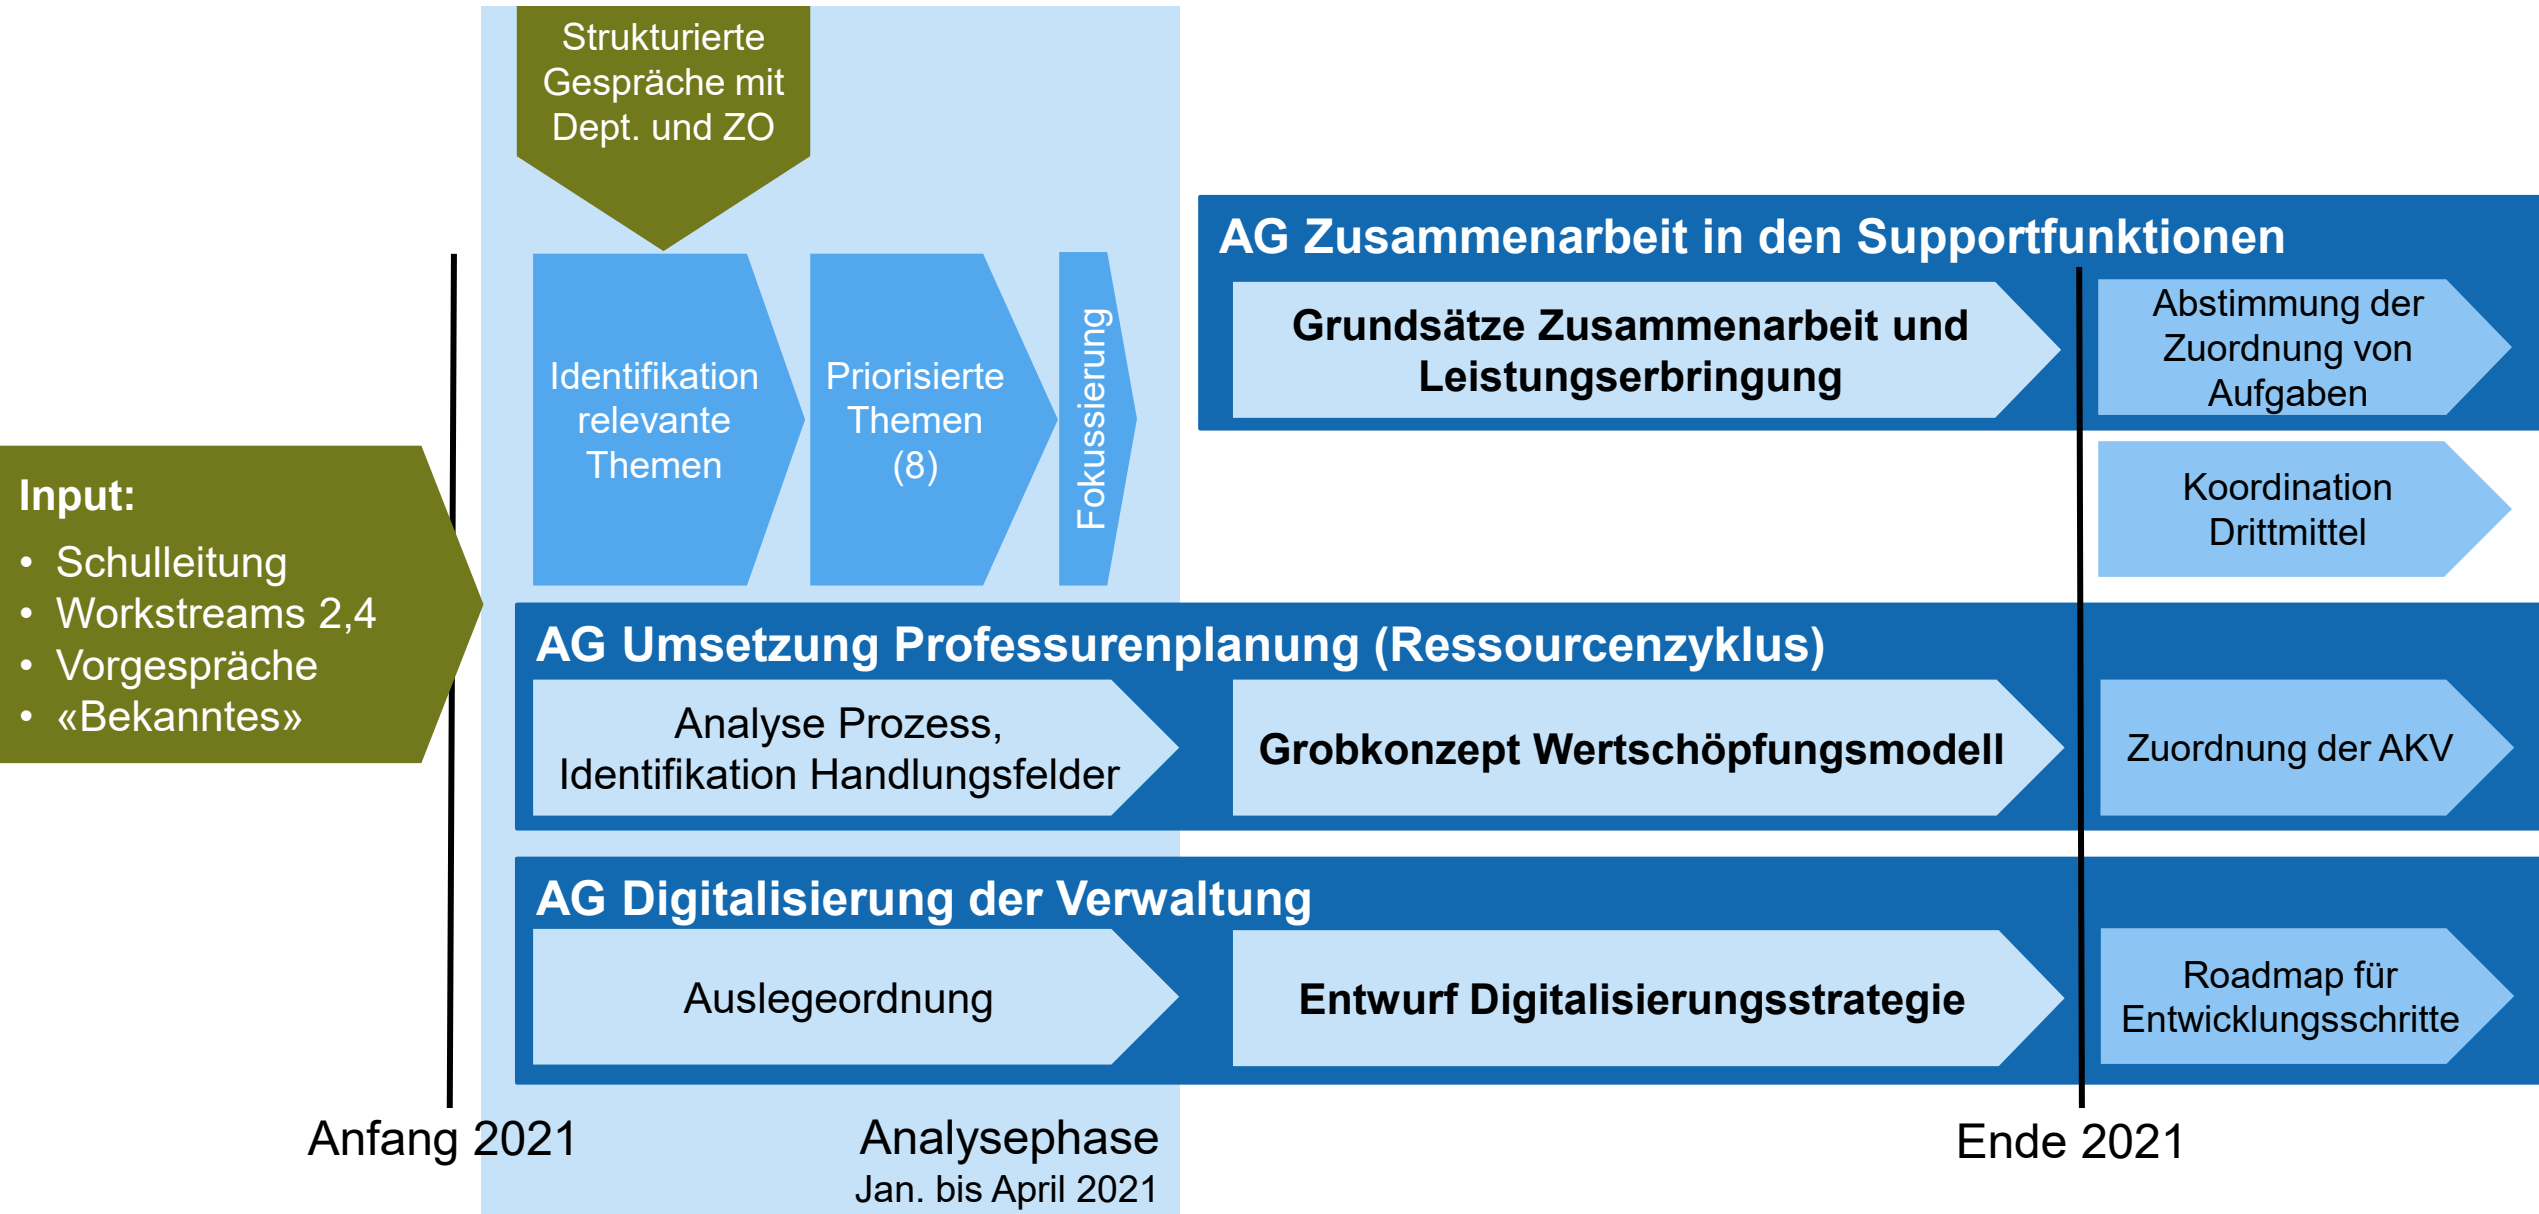 Strukturierte
Gespräche mit
Dept. und ZO
Input:
• Schulleitung
• Workstreams 2,4
• Vorgespräche
• «Bekanntes»
Identifikation
relevante
Themen
Priorisierte
Themen
(8)
Fokussierung
AG Zusammenarbeit in den Supportfunktionen
Grundsätze Zusammenarbeit und
Leistungserbringung
Abstimmung der
Zuordnung von
Aufgaben
Koordination
Drittmittel
AG Umsetzung Professurenplanung (Ressourcenzyklus)
Analyse Prozess,
Identifikation Handlungsfelder
Grobkonzept Wertschöpfungsmodell
Zuordnung der AKV
AG Digitalisierung der Verwaltung
Auslegeordnung
Entwurf Digitalisierungsstrategie
Roadmap für
Entwicklungsschritte
Anfang 2021
Analysephase
Jan. bis April 2021
Ende 2021